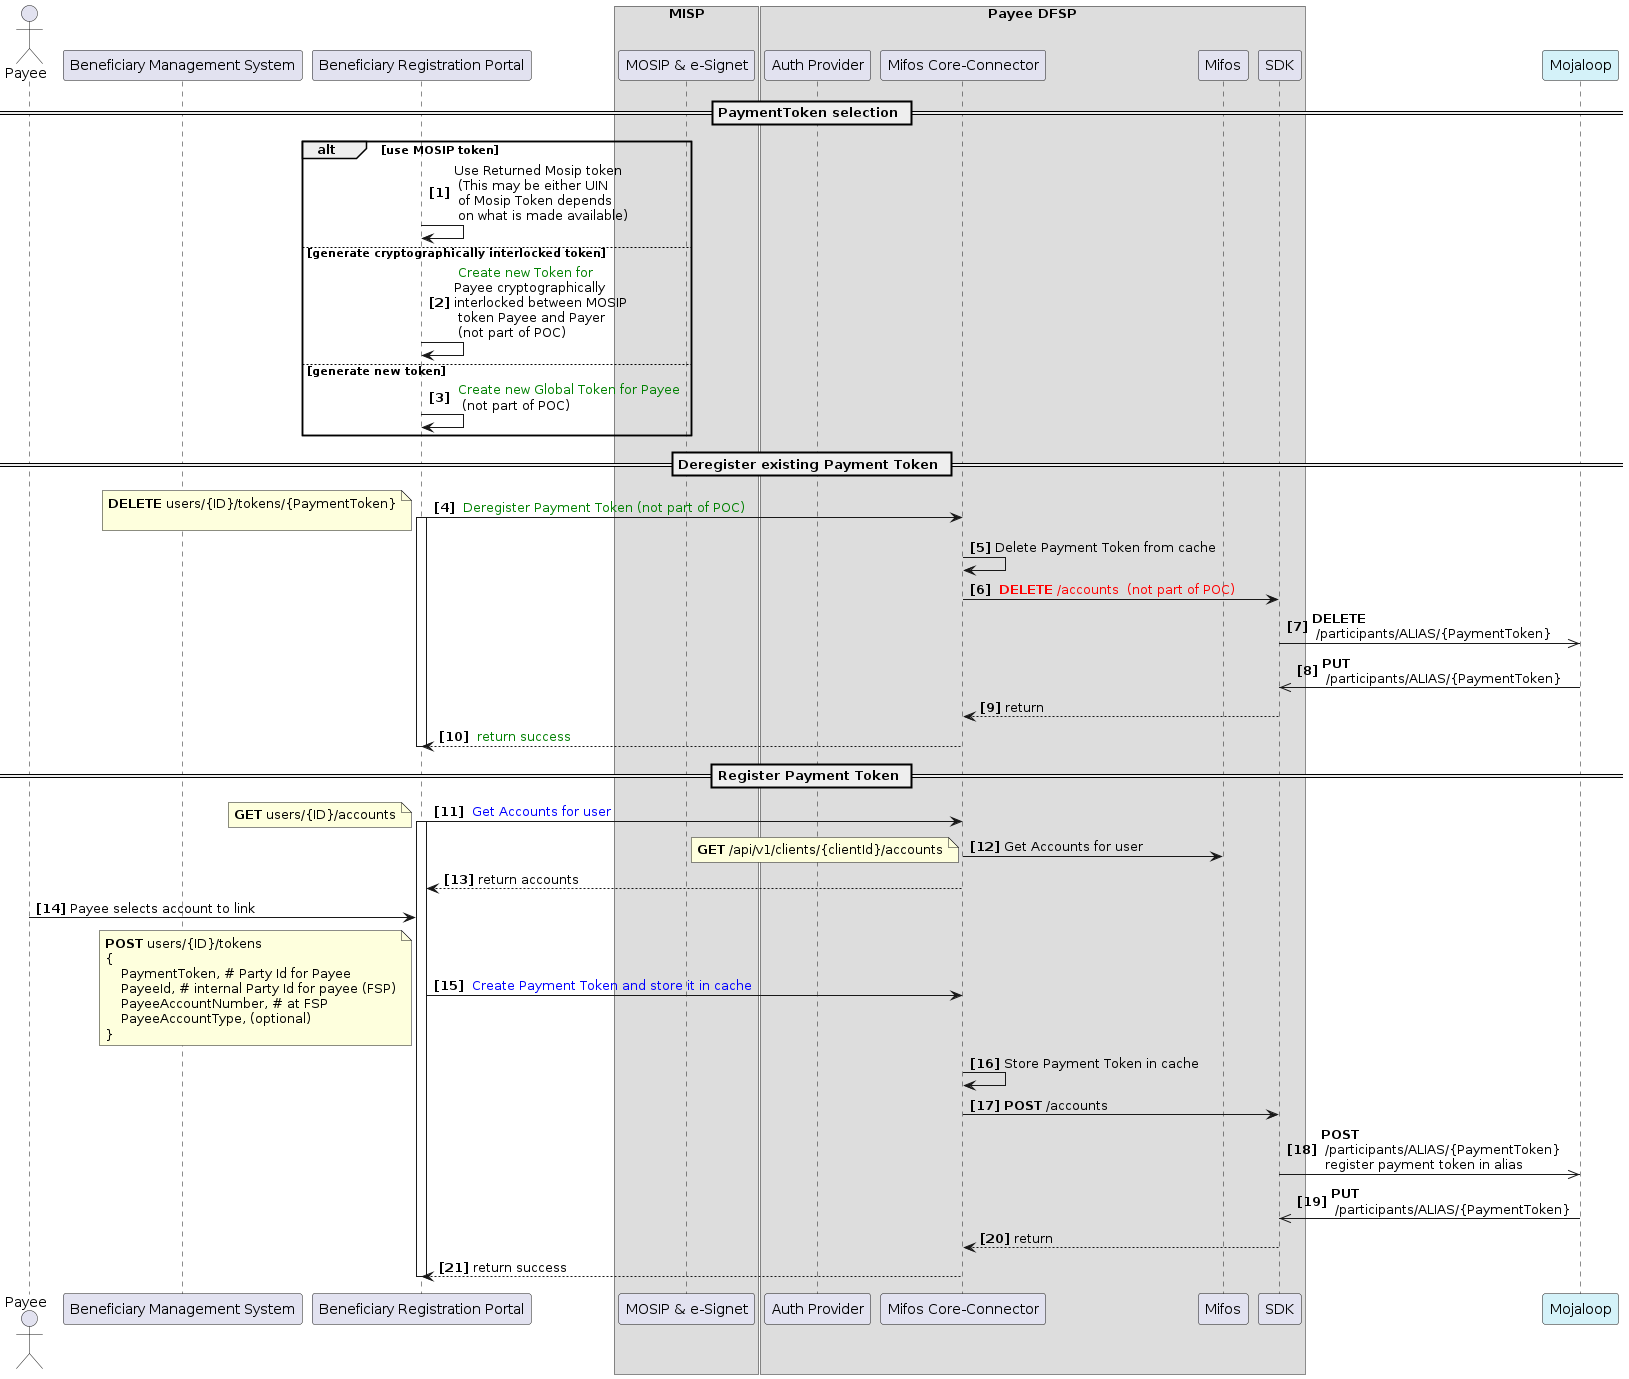 MISP
Payee DFSP
Payee
Beneficiary Management System
Beneficiary Registration Portal
MOSIP & e-Signet
Auth Provider
Mifos Core-Connector
Mifos
SDK
Mojaloop
PaymentToken selection
alt
[use MOSIP token]
[1]
Use Returned Mosip token
(This may be either UIN
of Mosip Token depends
on what is made available)
[generate cryptographically interlocked token]
[2]
Create new Token for
Payee cryptographically
interlocked between MOSIP
token Payee and Payer
(not part of POC)
[generate new token]
[3]
Create new Global Token for Payee
(not part of POC)
Deregister existing Payment Token
DELETE users/{ID}/tokens/{PaymentToken}
[4] Deregister Payment Token (not part of POC)
[5] Delete Payment Token from cache
[6] DELETE /accounts (not part of POC)
[7] DELETE
/participants/ALIAS/{PaymentToken}
[8] PUT
/participants/ALIAS/{PaymentToken}
[9] return
[10] return success
Register Payment Token
GET users/{ID}/accounts
[11] Get Accounts for user
GET /api/v1/clients/{clientId}/accounts
[12] Get Accounts for user
[13] return accounts
[14] Payee selects account to link
POST users/{ID}/tokens
{
PaymentToken, # Party Id for Payee
PayeeId, # internal Party Id for payee (FSP)
PayeeAccountNumber, # at FSP
PayeeAccountType, (optional)
}
[15] Create Payment Token and store it in cache
[16] Store Payment Token in cache
[17] POST /accounts
[18] POST
/participants/ALIAS/{PaymentToken}
register payment token in alias
[19] PUT
/participants/ALIAS/{PaymentToken}
[20] return
[21] return success
Payee
Beneficiary Management System
Beneficiary Registration Portal
MOSIP & e-Signet
Auth Provider
Mifos Core-Connector
Mifos
SDK
Mojaloop